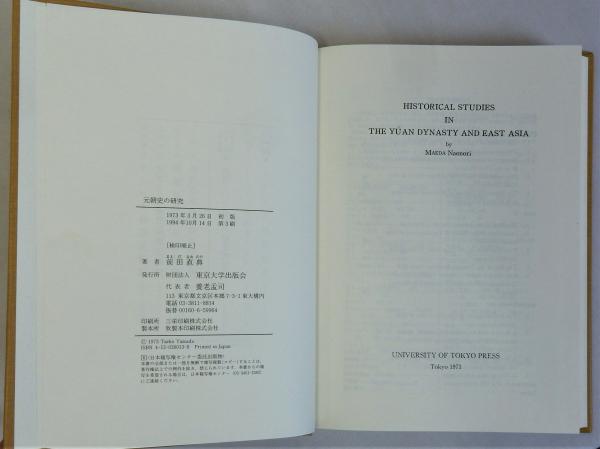 元朝史の研究
1973年3月26日 初 版
1994年10月14日 第3刷
［検印廃止］
著 者 前田直典
発行所 財団法人 東京大学出版会
代表者 養老孟司
113 東京都文京区本郷7-3-1東大構内
電話 03-3811-8814
振替 00160-6-59964
印刷所 三栄印刷株式会社
製本所 牧製本印刷株式会社
© 1973 Taeko Yamada
Printed in Japan
HISTORICAL STUDIES
IN
THE YÜAN DYNASTY AND EAST ASIA
by
MAEDA Naonori
UNIVERSITY OF TOKYO PRESS
Tokyo 1973